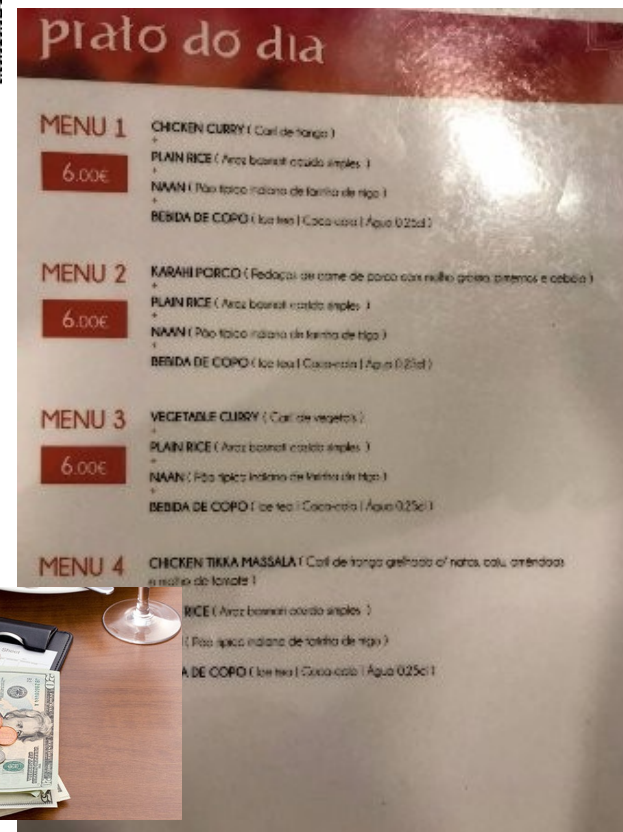 prato do dia
MENU 1
6.00€
CHICKEN CURRY ( Caril de frango )
+
PLAIN RICE ( Arroz basmati cozido simples )
+
NAAN ( Pão tipico indiano de farinha de trigo )
+
BEBIDA DE COPO ( Ice tea | Coca-cola | Água 0.25cl )
MENU 2
6.00€
KARAHI PORCO ( Pedaços de carne de porco com molho grosso, pimentos e cebola )
+
PLAIN RICE ( Arroz basmati cozido simples )
+
NAAN ( Pão tipico indiano de farinha de trigo )
+
BEBIDA DE COPO ( Ice tea | Coca-cola | Água 0.25cl )
MENU 3
6.00€
VEGETABLE CURRY ( Caril de vegetais )
+
PLAIN RICE ( Arroz basmati cozido simples )
+
NAAN ( Pão tipico indiano de farinha de trigo )
+
BEBIDA DE COPO ( Ice tea | Coca-cola | Água 0.25cl )
MENU 4
CHICKEN TIKKA MASSALA ( Caril de frango grelhado c/ natas, caju, amêndoas
e molho de tomate )
RICE ( Arroz basmati cozido simples )
( Pão tipico indiano de farinha de trigo )
DE COPO ( Ice tea | Coca-cola | Água 0.25cl )